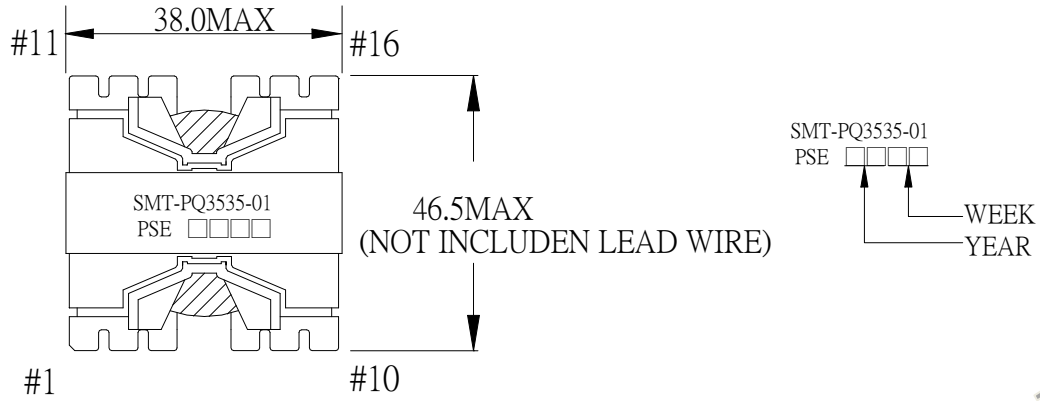 38.0MAX
#11
#16
SMT-PQ3535-01
PSE □□□□
46.5MAX
(NOT INCLUDEN LEAD WIRE)
#1
#10
SMT-PQ3535-01
PSE □□□□
WEEK
YEAR